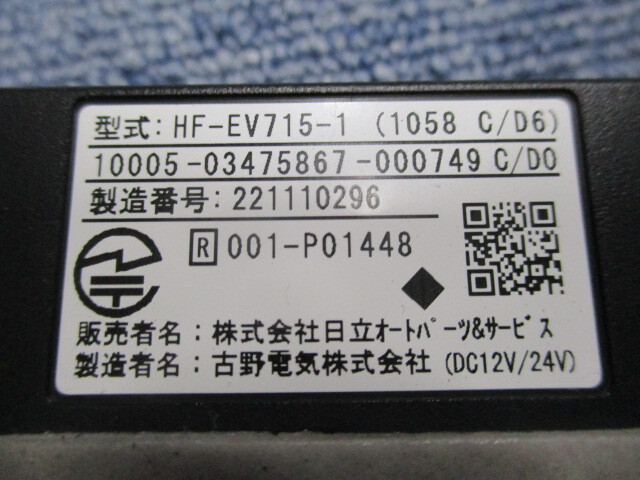 型式: HF-EV715-1 (1058 C/D6)
10005-03475867-000749 C/D0
製造番号: 221110296
R 001-P01448
販売者名: 株式会社日立オートパーツ&サービス
製造者名: 古野電気株式会社 (DC12V/24V)